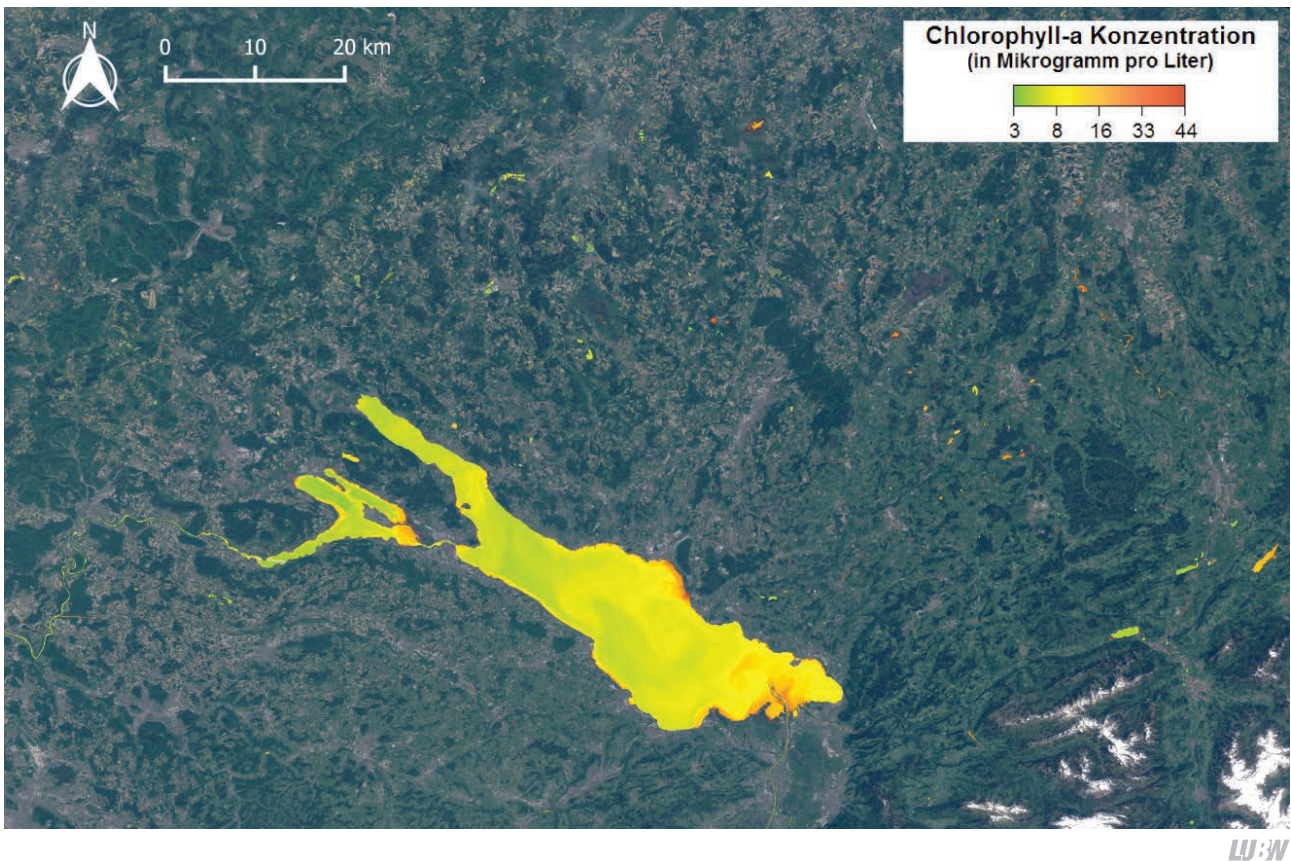 N
0 10 20 km
Chlorophyll-a Konzentration
(in Mikrogramm pro Liter)
3 8 16 33 44
LUBW